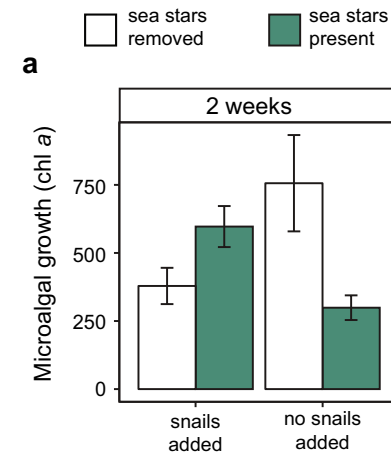 sea stars
removed
sea stars
present
a
2 weeks
Microalgal growth (chl a)
750
500
250
0
snails
added
no snails
added